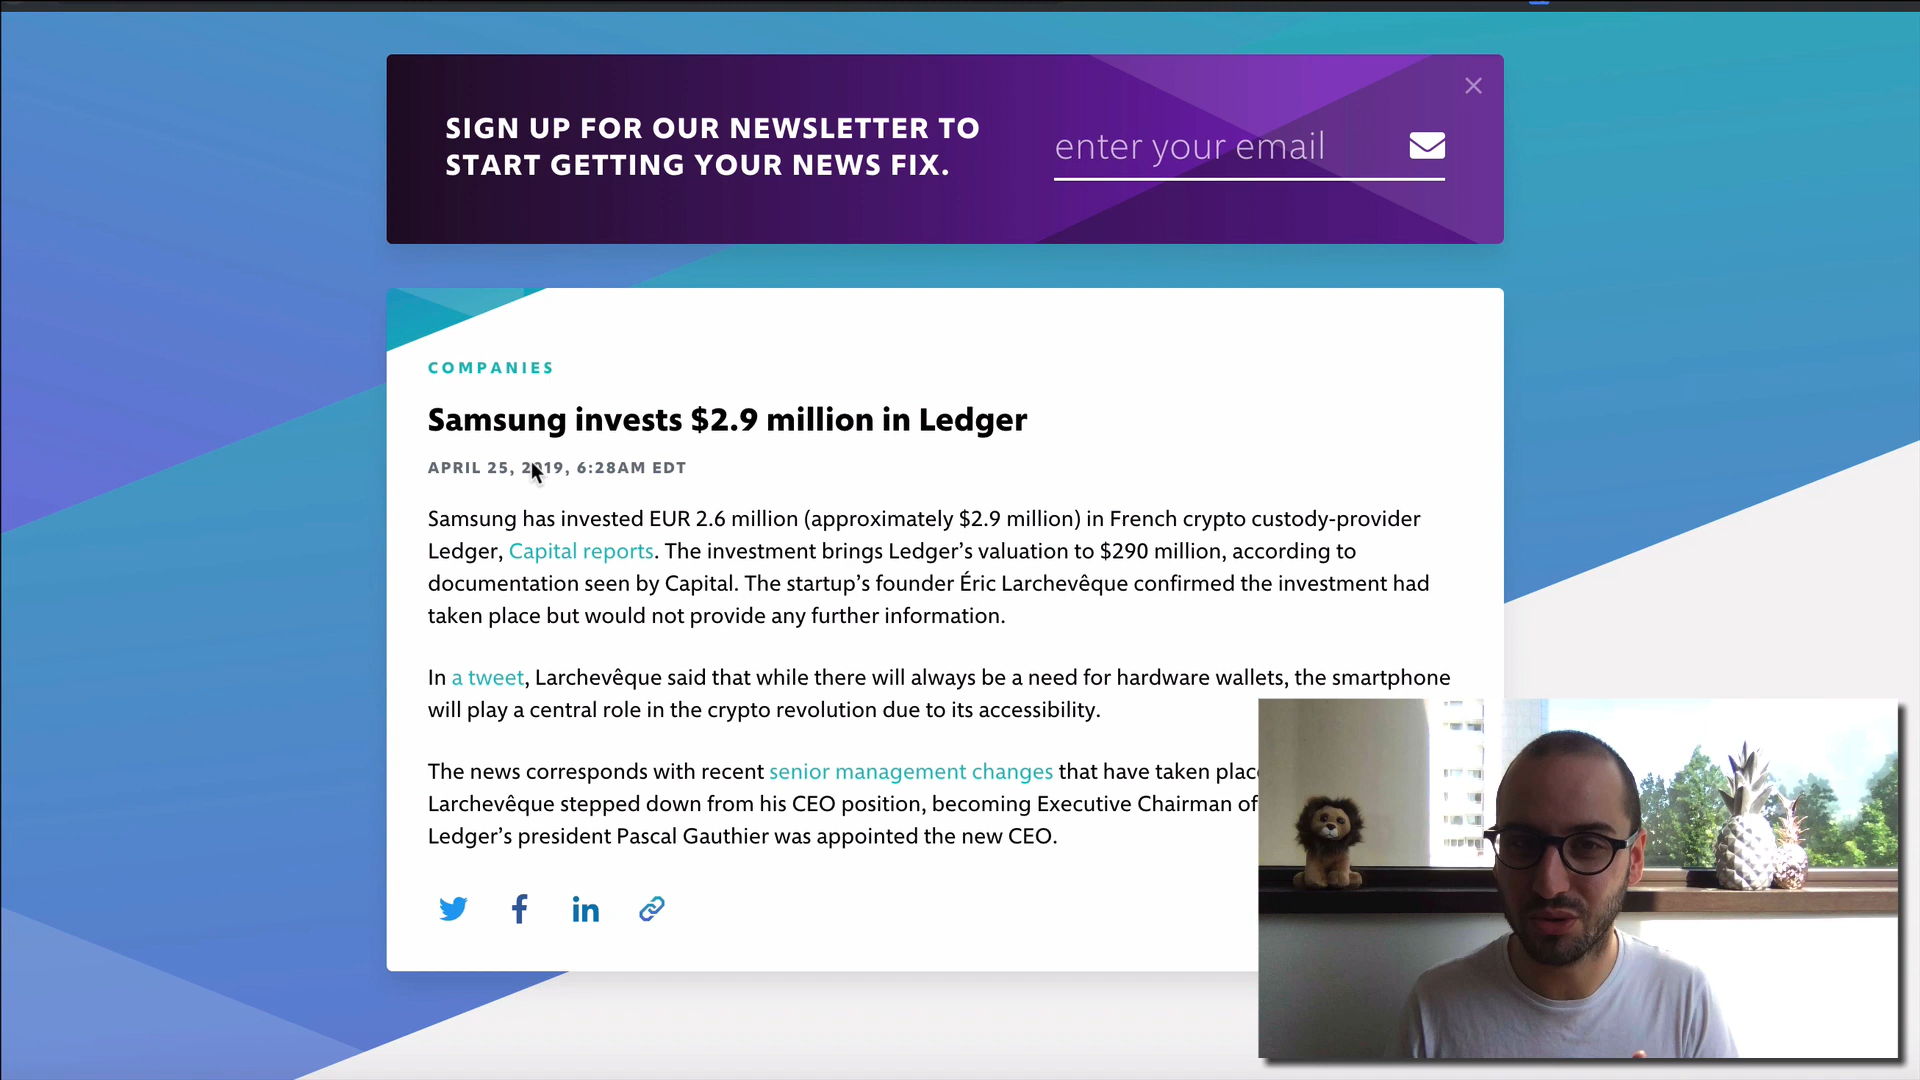 SIGN UP FOR OUR NEWSLETTER TO
START GETTING YOUR NEWS FIX.
enter your email
COMPANIES
Samsung invests $2.9 million in Ledger
APRIL 25, 2019, 6:28AM EDT
Samsung has invested EUR 2.6 million (approximately $2.9 million) in French crypto custody-provider
Ledger, Capital reports. The investment brings Ledger’s valuation to $290 million, according to
documentation seen by Capital. The startup’s founder Éric Larchevêque confirmed the investment had
taken place but would not provide any further information.
In a tweet, Larchevêque said that while there will always be a need for hardware wallets, the smartphone
will play a central role in the crypto revolution due to its accessibility.
The news corresponds with recent senior management changes that have taken place
Larchevêque stepped down from his CEO position, becoming Executive Chairman of
Ledger’s president Pascal Gauthier was appointed the new CEO.